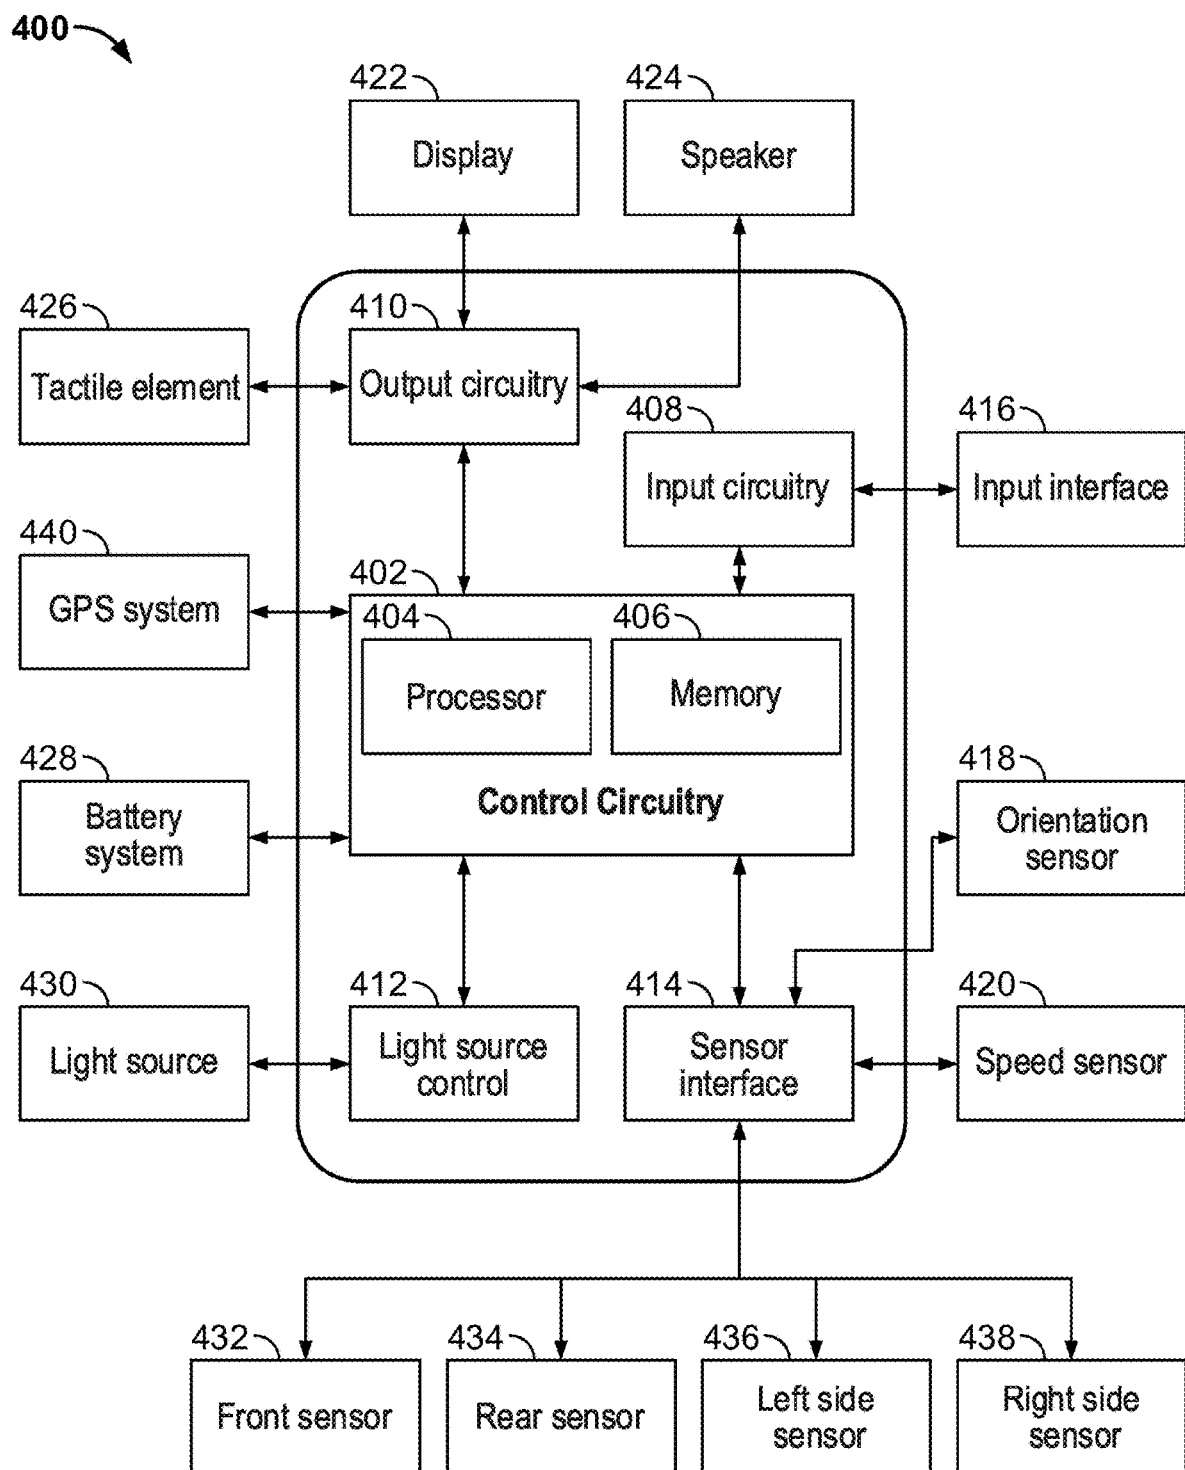 400
422
Display
424
Speaker
426
Tactile element
410
Output circuitry
408
Input circuitry
416
Input interface
440
GPS system
402
404
Processor
406
Memory
Control Circuitry
428
Battery
system
418
Orientation
sensor
430
Light source
412
Light source
control
414
Sensor
interface
420
Speed sensor
432
Front sensor
434
Rear sensor
436
Left side
sensor
438
Right side
sensor